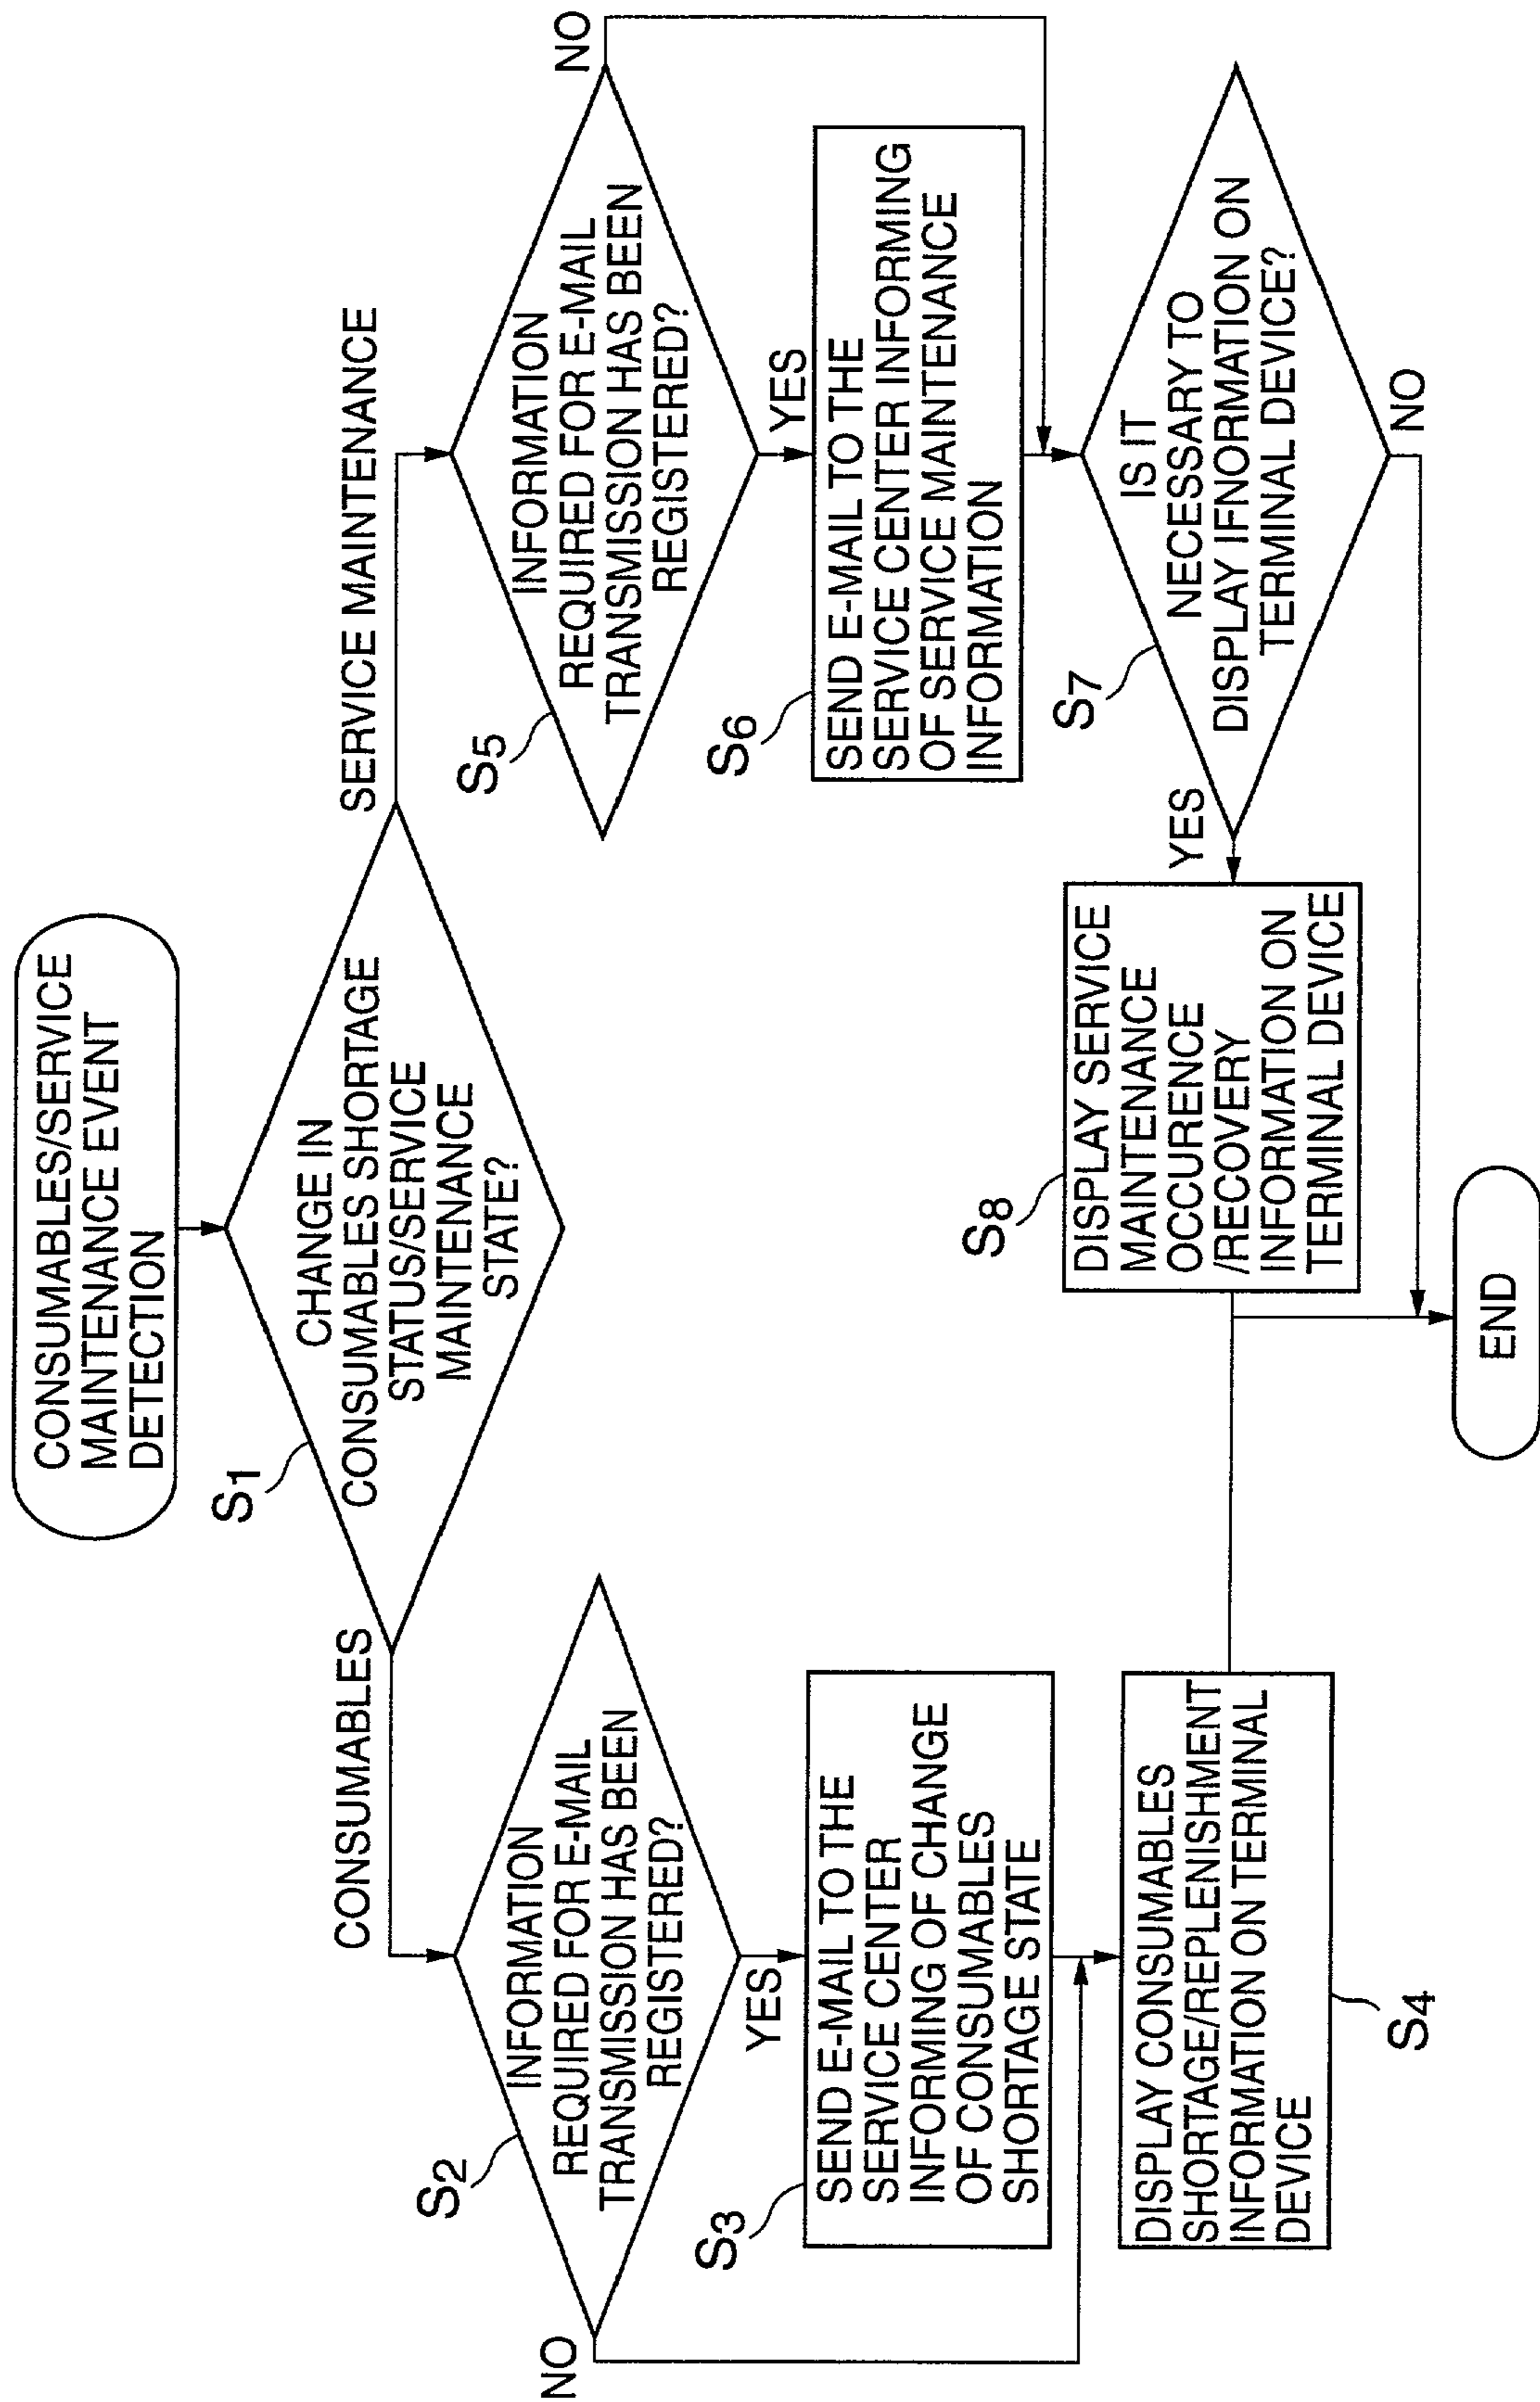 CONSUMABLES/SERVICE
MAINTENANCE EVENT
DETECTION
S1
CHANGE IN
CONSUMABLES SHORTAGE
STATUS/SERVICE
MAINTENANCE
STATE?
CONSUMABLES
SERVICE MAINTENANCE
S2
INFORMATION
REQUIRED FOR E-MAIL
TRANSMISSION HAS BEEN
REGISTERED?
NO
YES
S3
SEND E-MAIL TO THE
SERVICE CENTER
INFORMING OF CHANGE
OF CONSUMABLES
SHORTAGE STATE
DISPLAY CONSUMABLES
SHORTAGE/REPLENISHMENT
INFORMATION ON TERMINAL
DEVICE
S4
S5
INFORMATION
REQUIRED FOR E-MAIL
TRANSMISSION HAS BEEN
REGISTERED?
NO
YES
S6
SEND E-MAIL TO THE
SERVICE CENTER INFORMING
OF SERVICE MAINTENANCE
INFORMATION
S7
IS IT
NECESSARY TO
DISPLAY IFNORMATION ON
TERMINAL DEVICE?
YES
NO
S8
DISPLAY SERVICE
MAINTENANCE
OCCURENCE
/RECOVERY
INFORMATION ON
TERMINAL DEVICE
END